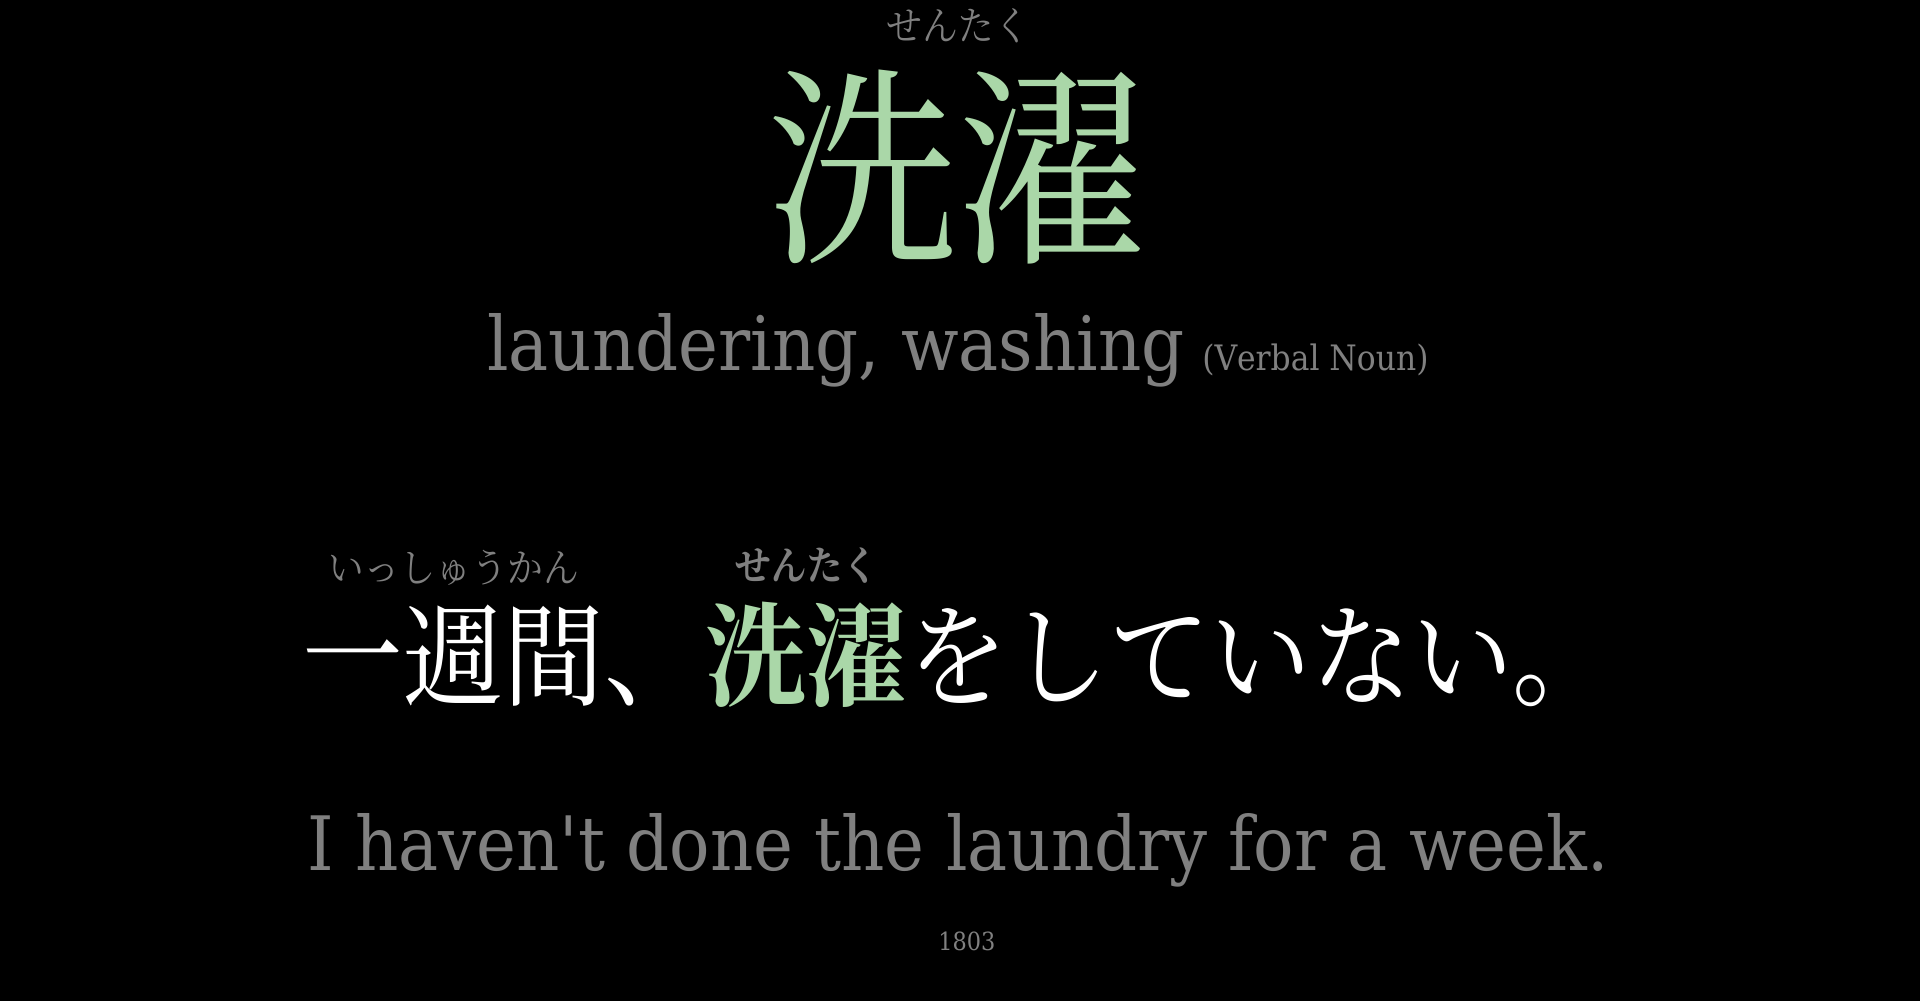 せんたく
洗濯
laundering, washing (Verbal Noun)
いっしゅうかん せんたく
一週間、洗濯をしていない。
I haven't done the laundry for a week.
1803